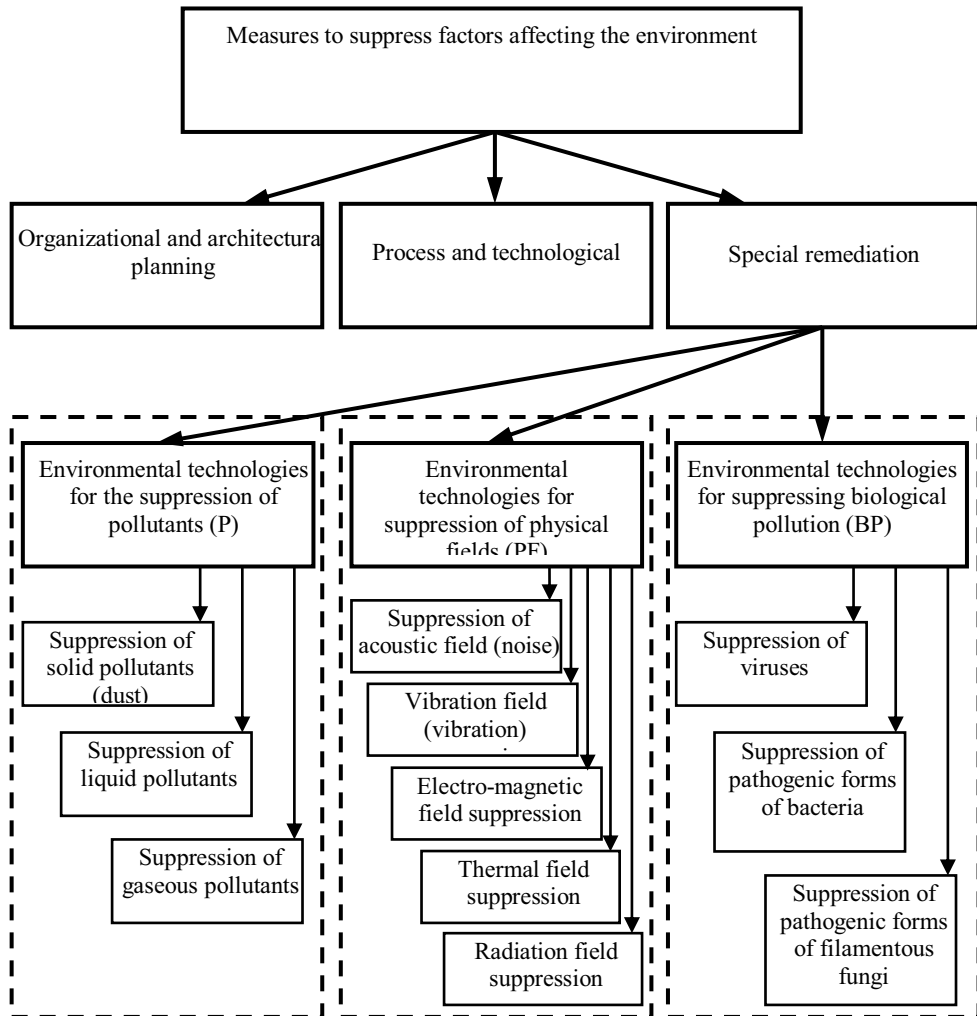 Measures to suppress factors affecting the environment
Organizational and architectura
planning
Process and technological
Special remediation
Environmental technologies
for the suppression of
pollutants (P)
Suppression of
solid pollutants
(dust)
Suppression of
liquid pollutants
Suppression of
gaseous pollutants
Environmental
technologies for
suppression of physical
fields (PF)
Suppression of
acoustic field (noise)
Vibration field
(vibration)
Electro-magnetic
field suppression
Thermal field
suppression
Radiation field
suppression
Environmental technologies
for suppressing biological
pollution (BP)
Suppression of
viruses
Suppression of
pathogenic forms
of bacteria
Suppression of
pathogenic forms
of filamentous
fungi